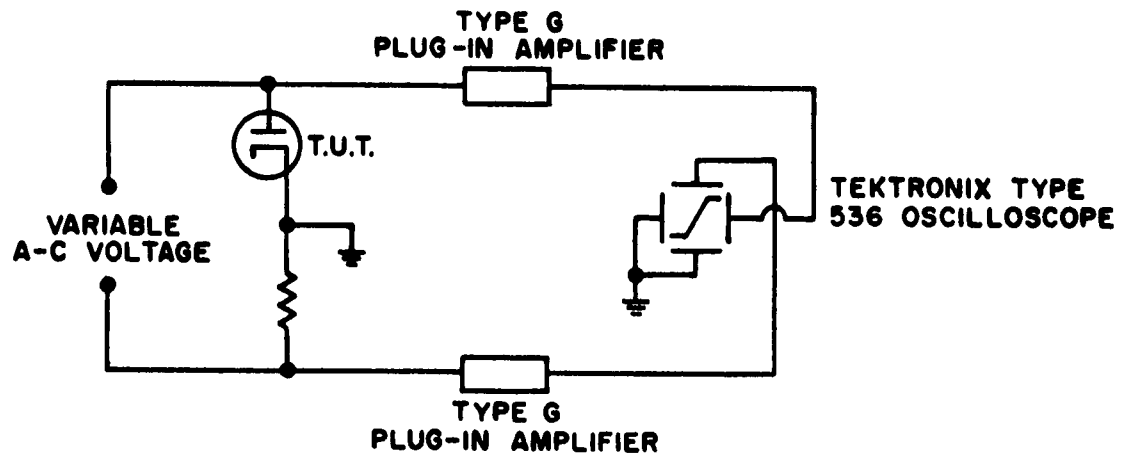 TYPE G
PLUG-IN AMPLIFIER
T.U.T.
TEKTRONIX TYPE
536 OSCILLOSCOPE
VARIABLE
A-C VOLTAGE
TYPE G
PLUG-IN AMPLIFIER